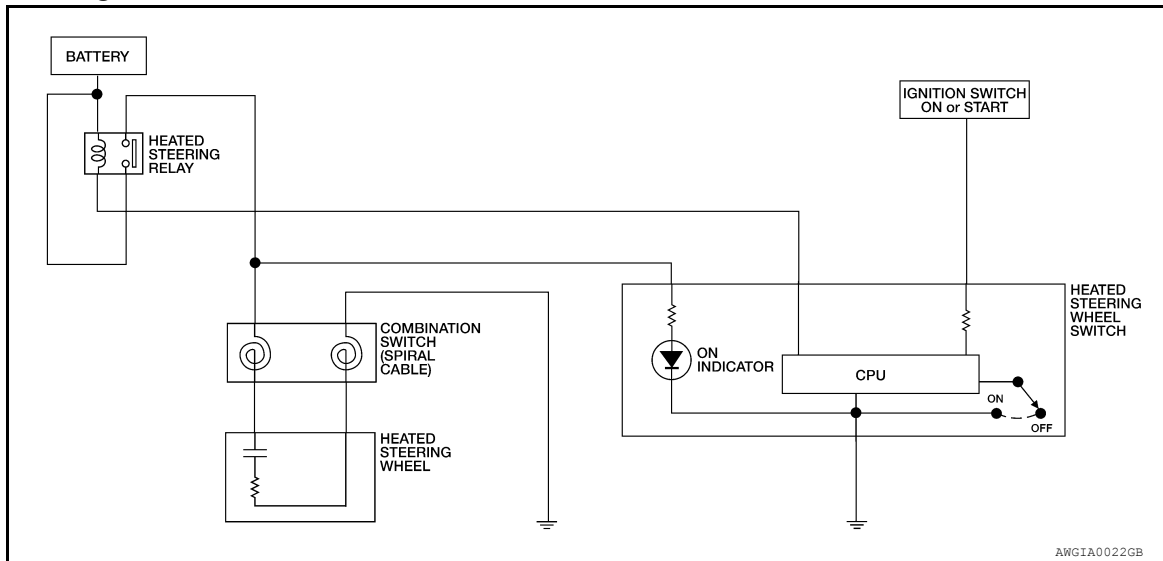 BATTERY
IGNITION SWITCH
ON or START
HEATED
STEERING
RELAY
HEATED
STEERING
WHEEL
SWITCH
COMBINATION
SWITCH
(SPIRAL
CABLE)
ON
INDICATOR
CPU
ON
OFF
HEATED
STEERING
WHEEL
AWGIA0022GB